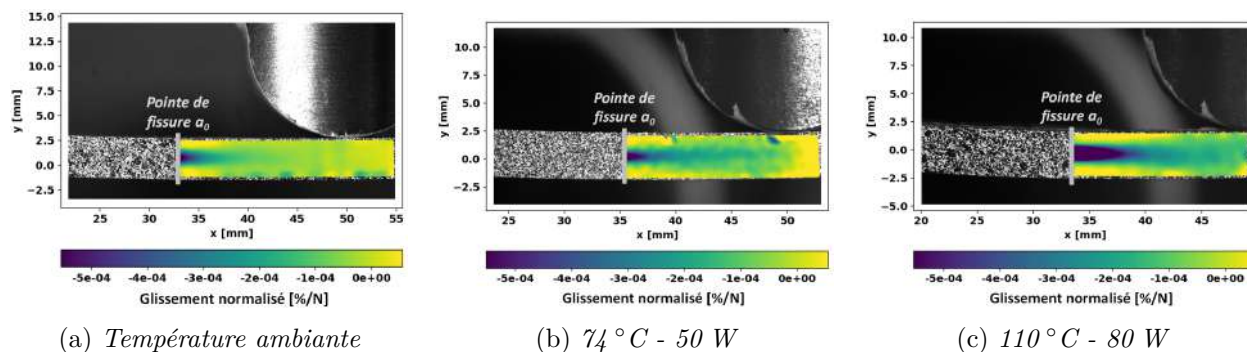 15.0
12.5
10.0
7.5
5.0
2.5
0.0
−2.5
y [mm]
Pointe de
fissure a0
25 30 35 40 45 50 55
x [mm]
-5e-04 -4e-04 -3e-04 -2e-04 -1e-04 0e+00
Glissement normalisé [%/N]
(a) Température ambiante
10.0
7.5
5.0
2.5
0.0
−2.5
y [mm]
Pointe de
fissure a0
25 30 35 40 45 50
x [mm]
-5e-04 -4e-04 -3e-04 -2e-04 -1e-04 0e+00
Glissement normalisé [%/N]
(b) 74°C - 50 W
10.0
7.5
5.0
2.5
0.0
−2.5
−5.0
y [mm]
Pointe de
fissure a0
20 25 30 35 40 45
x [mm]
-5e-04 -4e-04 -3e-04 -2e-04 -1e-04 0e+00
Glissement normalisé [%/N]
(c) 110°C - 80 W